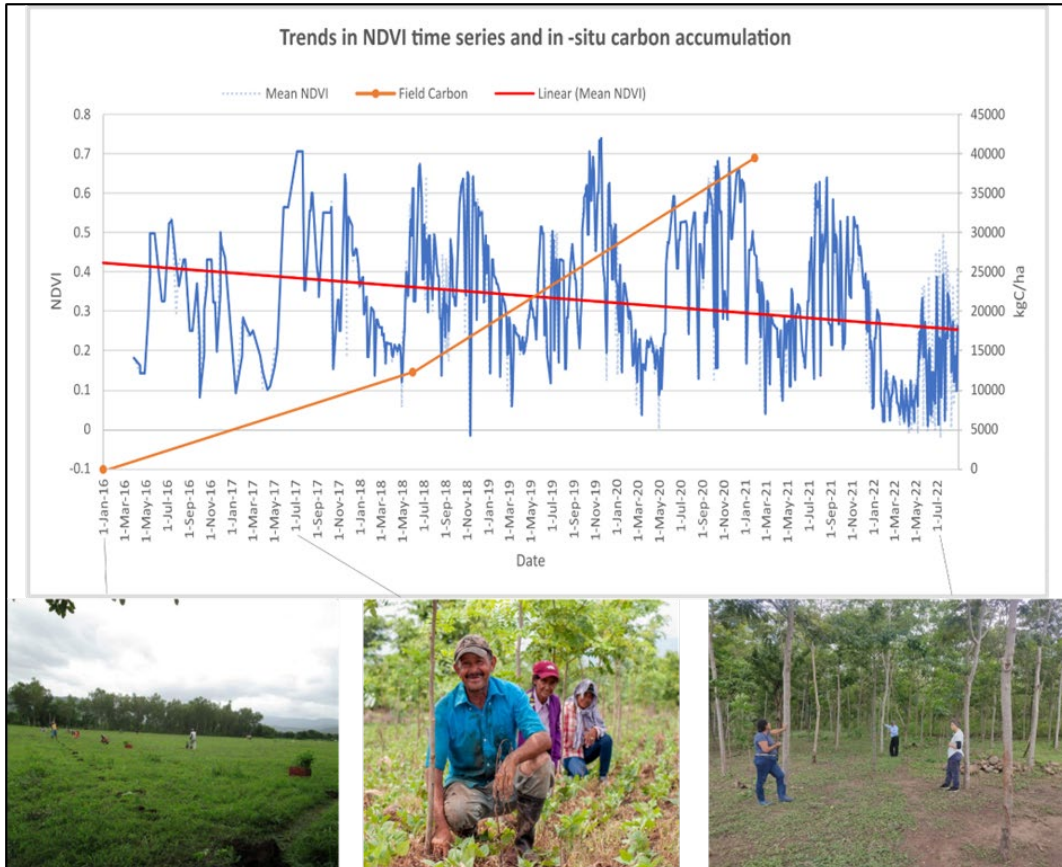 Trends in NDVI time series and in -situ carbon accumulation
Mean NDVI Field Carbon Linear (Mean NDVI)
0.8
0.7
0.6
0.5
0.4
0.3
0.2
0.1
0
-0.1
NDVI
45000
40000
35000
30000
25000
20000
15000
10000
5000
0
kgC/ha
1-Jan-16
1-Mar-16
1-May-16
1-Jul-16
1-Sep-16
1-Nov-16
1-Jan-17
1-Mar-17
1-May-17
1-Jul-17
1-Sep-17
1-Nov-17
1-Jan-18
1-Mar-18
1-May-18
1-Jul-18
1-Sep-18
1-Nov-18
1-Jan-19
1-Mar-19
1-May-19
1-Jul-19
1-Sep-19
1-Nov-19
1-Jan-20
1-Mar-20
1-May-20
1-Jul-20
1-Sep-20
1-Nov-20
1-Jan-21
1-Mar-21
1-May-21
1-Jul-21
1-Sep-21
1-Nov-21
1-Jan-22
1-Mar-22
1-May-22
1-Jul-22
Date